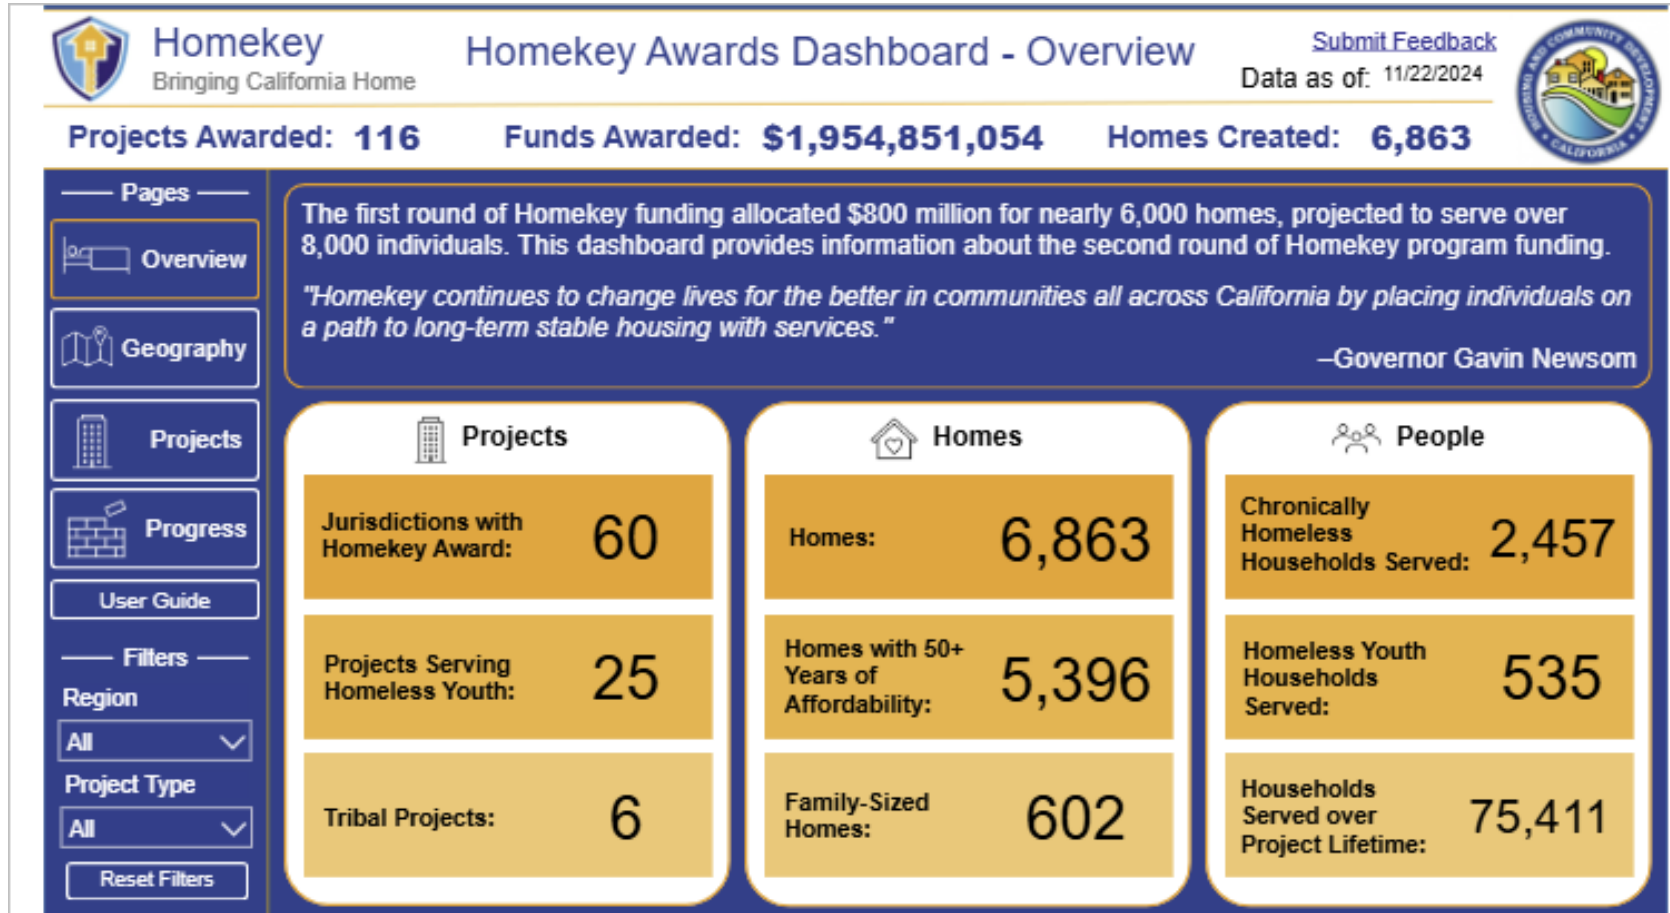 Homekey
Bringing California Home
Homekey Awards Dashboard - Overview
Submit Feedback
Data as of: 11/22/2024
HOUSING AND COMMUNITY DEVELOPMENT
CALIFORNIA
Projects Awarded: 116
Funds Awarded: $1,954,851,054
Homes Created: 6,863
Pages
Overview
Geography
Projects
Progress
User Guide
Filters
Region
All
Project Type
All
Reset Filters
The first round of Homekey funding allocated $800 million for nearly 6,000 homes, projected to serve over
8,000 individuals. This dashboard provides information about the second round of Homekey program funding.
"Homekey continues to change lives for the better in communities all across California by placing individuals on
a path to long-term stable housing with services."
–Governor Gavin Newsom
Projects
Jurisdictions with
Homekey Award:
60
Projects Serving
Homeless Youth:
25
Tribal Projects:
6
Homes
Homes:
6,863
Homes with 50+
Years of
Affordability:
5,396
Family-Sized
Homes:
602
People
Chronically
Homeless
Households Served:
2,457
Homeless Youth
Households
Served:
535
Households
Served over
Project Lifetime:
75,411